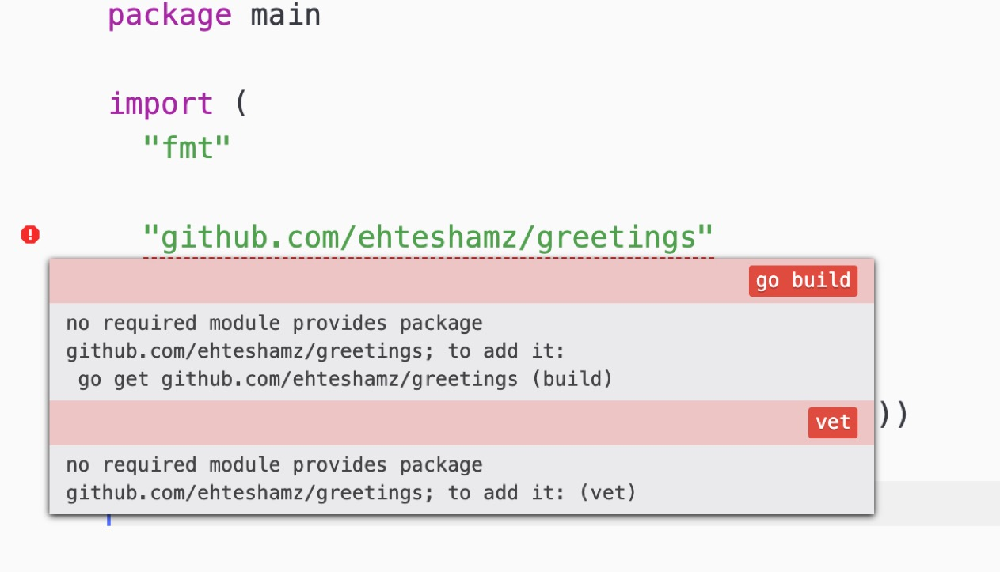 package main
import (
"fmt"
"github.com/ehteshamz/greetings"
go build
no required module provides package
github.com/ehteshamz/greetings; to add it:
go get github.com/ehteshamz/greetings (build)
))
vet
no required module provides package
github.com/ehteshamz/greetings; to add it: (vet)